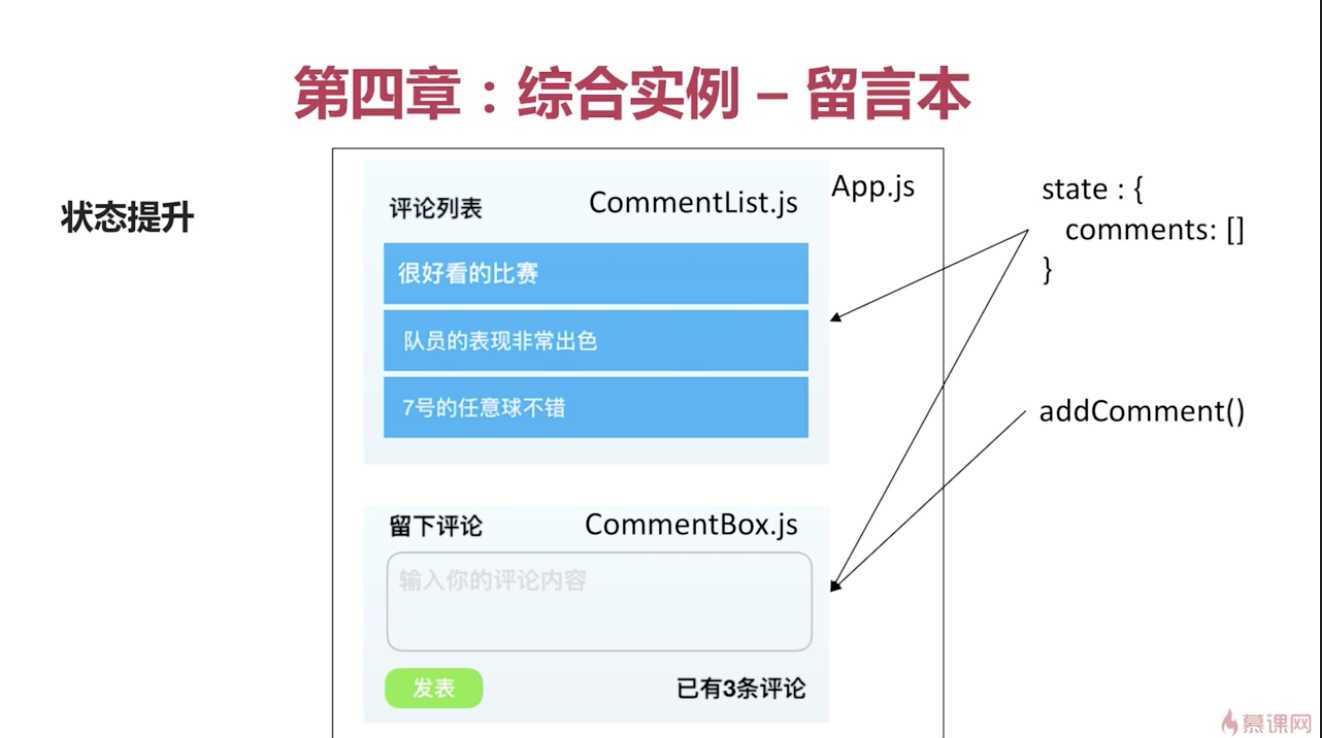 第四章：综合实例 – 留言本
状态提升
App.js
评论列表 CommentList.js
很好看的比赛
队员的表现非常出色
7号的任意球不错
留下评论 CommentBox.js
输入你的评论内容
发表 已有3条评论
state : {
comments: []
}
addComment()
慕课网